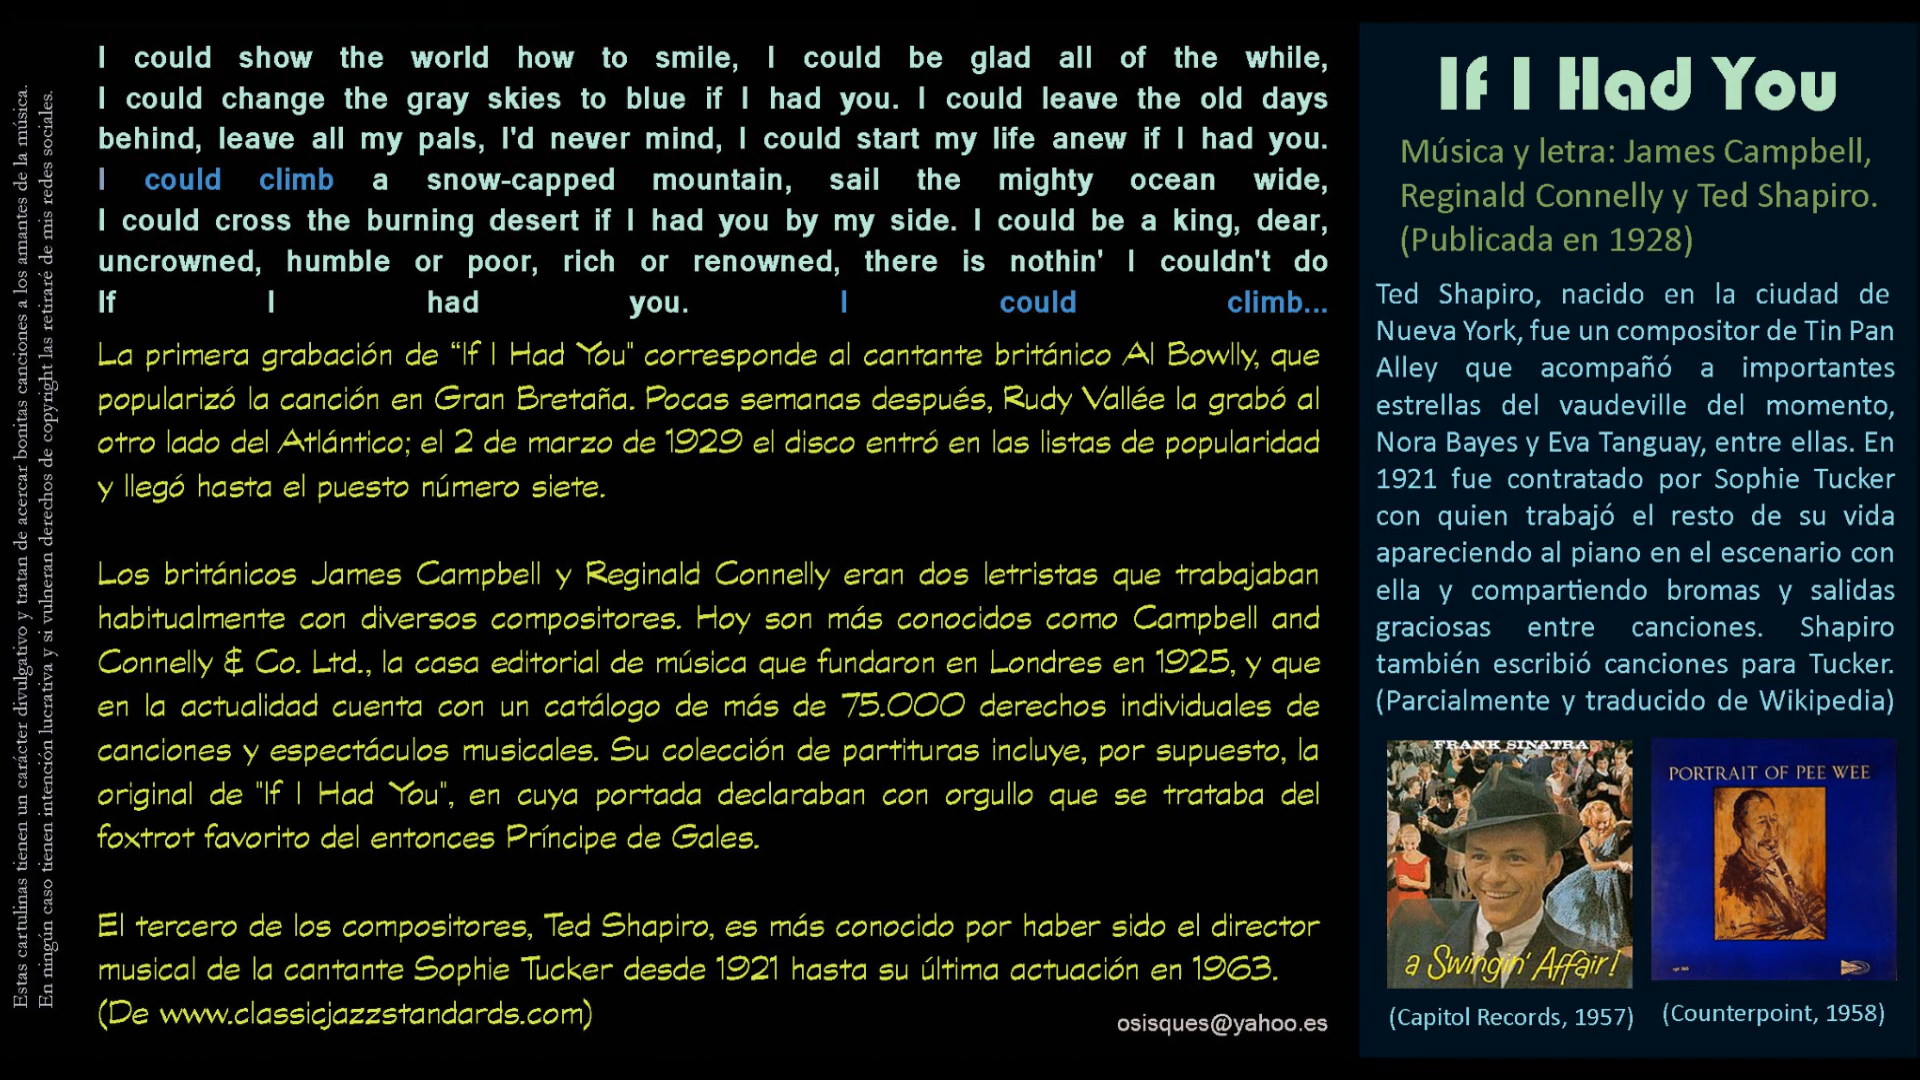 I could show the world how to smile, I could be glad all of the while,
I could change the gray skies to blue if I had you. I could leave the old days
behind, leave all my pals, I'd never mind, I could start my life anew if I had you.
I could climb a snow-capped mountain, sail the mighty ocean wide,
I could cross the burning desert if I had you by my side. I could be a king, dear,
uncrowned, humble or poor, rich or renowned, there is nothin' I couldn't do
If I had you. I could climb...
La primera grabación de “If I Had You" corresponde al cantante británico Al Bowlly, que
popularizó la canción en Gran Bretaña. Pocas semanas después, Rudy Vallée la grabó al
otro lado del Atlántico; el 2 de marzo de 1929 el disco entró en las listas de popularidad
y llegó hasta el puesto número siete.
Los británicos James Campbell y Reginald Connelly eran dos letristas que trabajaban
habitualmente con diversos compositores. Hoy son más conocidos como Campbell and
Connelly & Co. Ltd., la casa editorial de música que fundaron en Londres en 1925, y que
en la actualidad cuenta con un catálogo de más de 75.000 derechos individuales de
canciones y espectáculos musicales. Su colección de partituras incluye, por supuesto, la
original de "If I Had You", en cuya portada declaraban con orgullo que se trataba del
foxtrot favorito del entonces Príncipe de Gales.
El tercero de los compositores, Ted Shapiro, es más conocido por haber sido el director
musical de la cantante Sophie Tucker desde 1921 hasta su última actuación en 1963.
(De www.classicjazzstandards.com)
osisques@yahoo.es
Estas cartulinas tienen un carácter divulgativo y tratan de acercar bonitas canciones a los amantes de la música.
En ningún caso tienen intención lucrativa y si vulneran derechos de copyright las retiraré de mis redes sociales.
If I Had You
Música y letra: James Campbell,
Reginald Connelly y Ted Shapiro.
(Publicada en 1928)
Ted Shapiro, nacido en la ciudad de
Nueva York, fue un compositor de Tin Pan
Alley que acompañó a importantes
estrellas del vaudeville del momento,
Nora Bayes y Eva Tanguay, entre ellas. En
1921 fue contratado por Sophie Tucker
con quien trabajó el resto de su vida
apareciendo al piano en el escenario con
ella y compartiendo bromas y salidas
graciosas entre canciones. Shapiro
también escribió canciones para Tucker.
(Parcialmente y traducido de Wikipedia)
FRANK SINATRA
a Swingin' Affair!
(Capitol Records, 1957)
PORTRAIT OF PEE WEE
(Counterpoint, 1958)